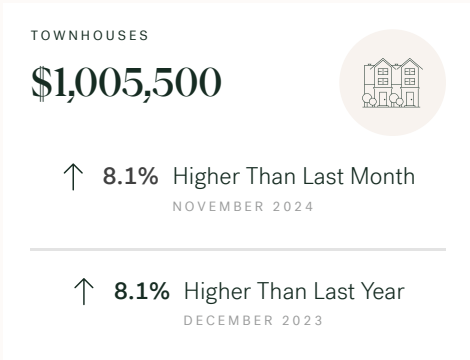 TOWNHOUSES
$1,005,500
↑ 8.1% Higher Than Last Month
NOVEMBER 2024
↑ 8.1% Higher Than Last Year
DECEMBER 2023